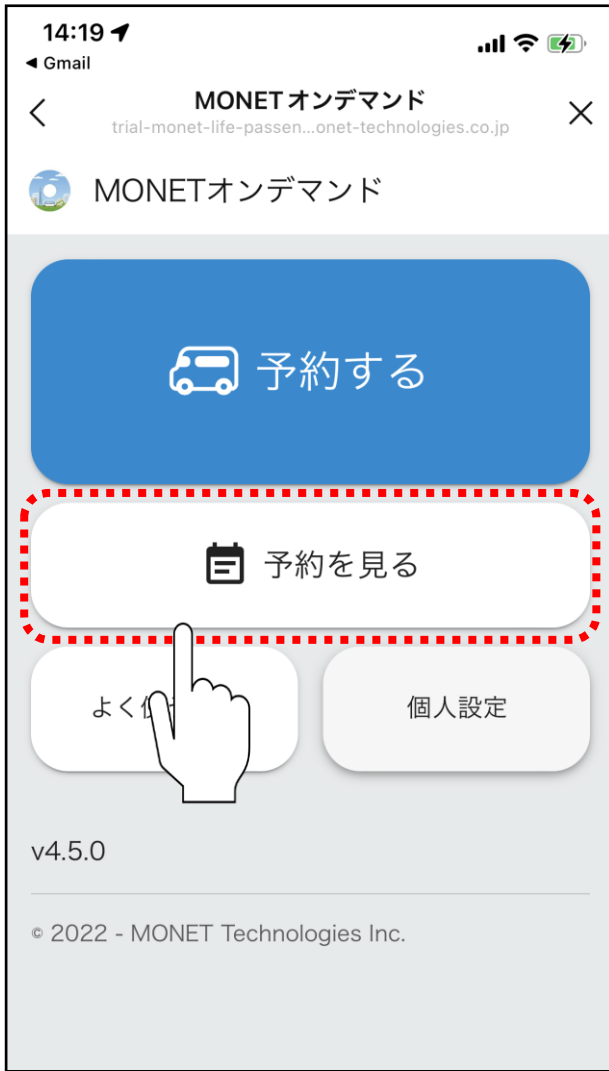 14:19
◀ Gmail
MONET オンデマンド
trial-monet-life-passen...onet-technologies.co.jp
MONETオンデマンド
予約する
予約を見る
よく
個人設定
v4.5.0
© 2022 - MONET Technologies Inc.